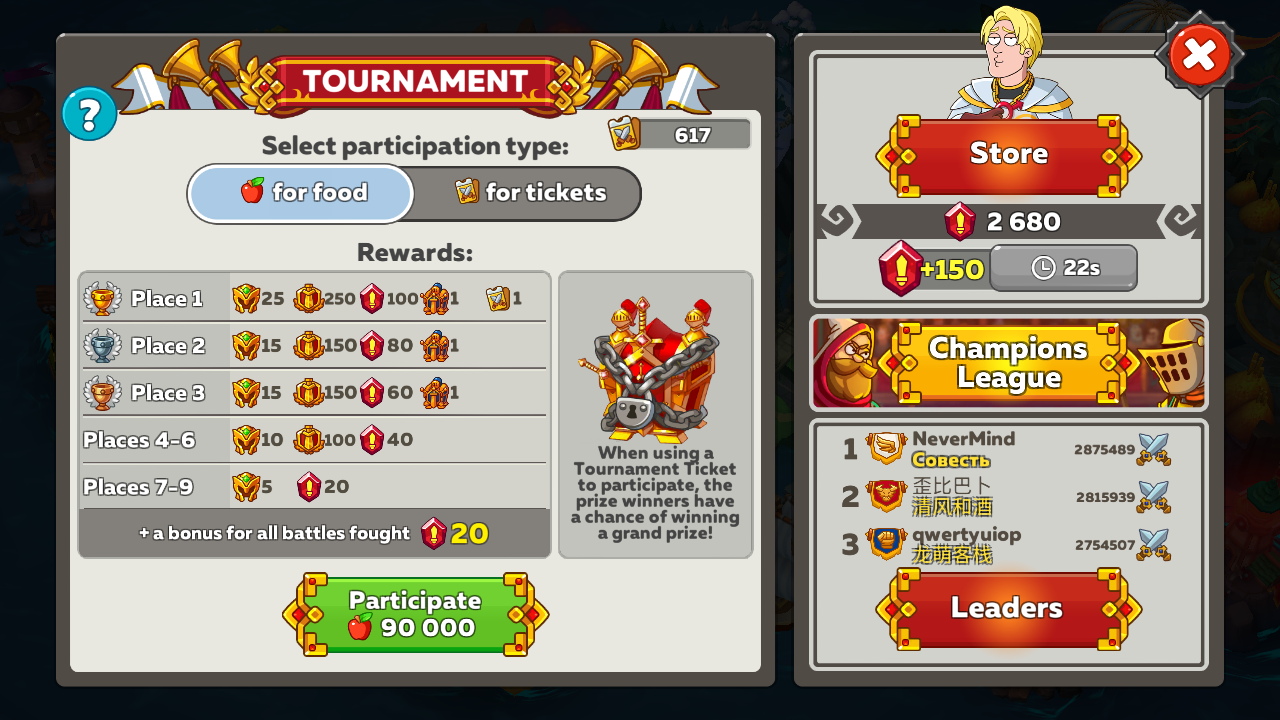 TOURNAMENT
?
617
Select participation type:
for food
for tickets
Rewards:
Place 1 25 250 100 1 1
Place 2 15 150 80 1
Place 3 15 150 60 1
Places 4-6 10 100 40
Places 7-9 5 20
+ a bonus for all battles fought 20
When using a
Tournament Ticket
to participate, the
prize winners have
a chance of winning
a grand prize!
Participate
90 000
Store
2 680
+150
22s
Champions
League
1 NeverMind 2875489
Совесть
2 歪比巴卜 2815939
清风和酒
3 qwertyuiop 2754507
龙萌客栈
Leaders